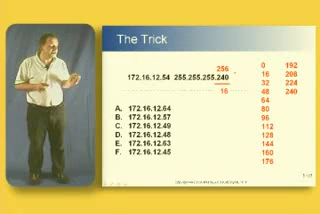 The Trick
256
172.16.12.54 255.255.255.240
16
A. 172.16.12.64
B. 172.16.12.57
C. 172.16.12.49
D. 172.16.12.48
E. 172.16.12.63
F. 172.16.12.45
0 192
16 208
32 224
48 240
64
80
96
112
128
144
160
176